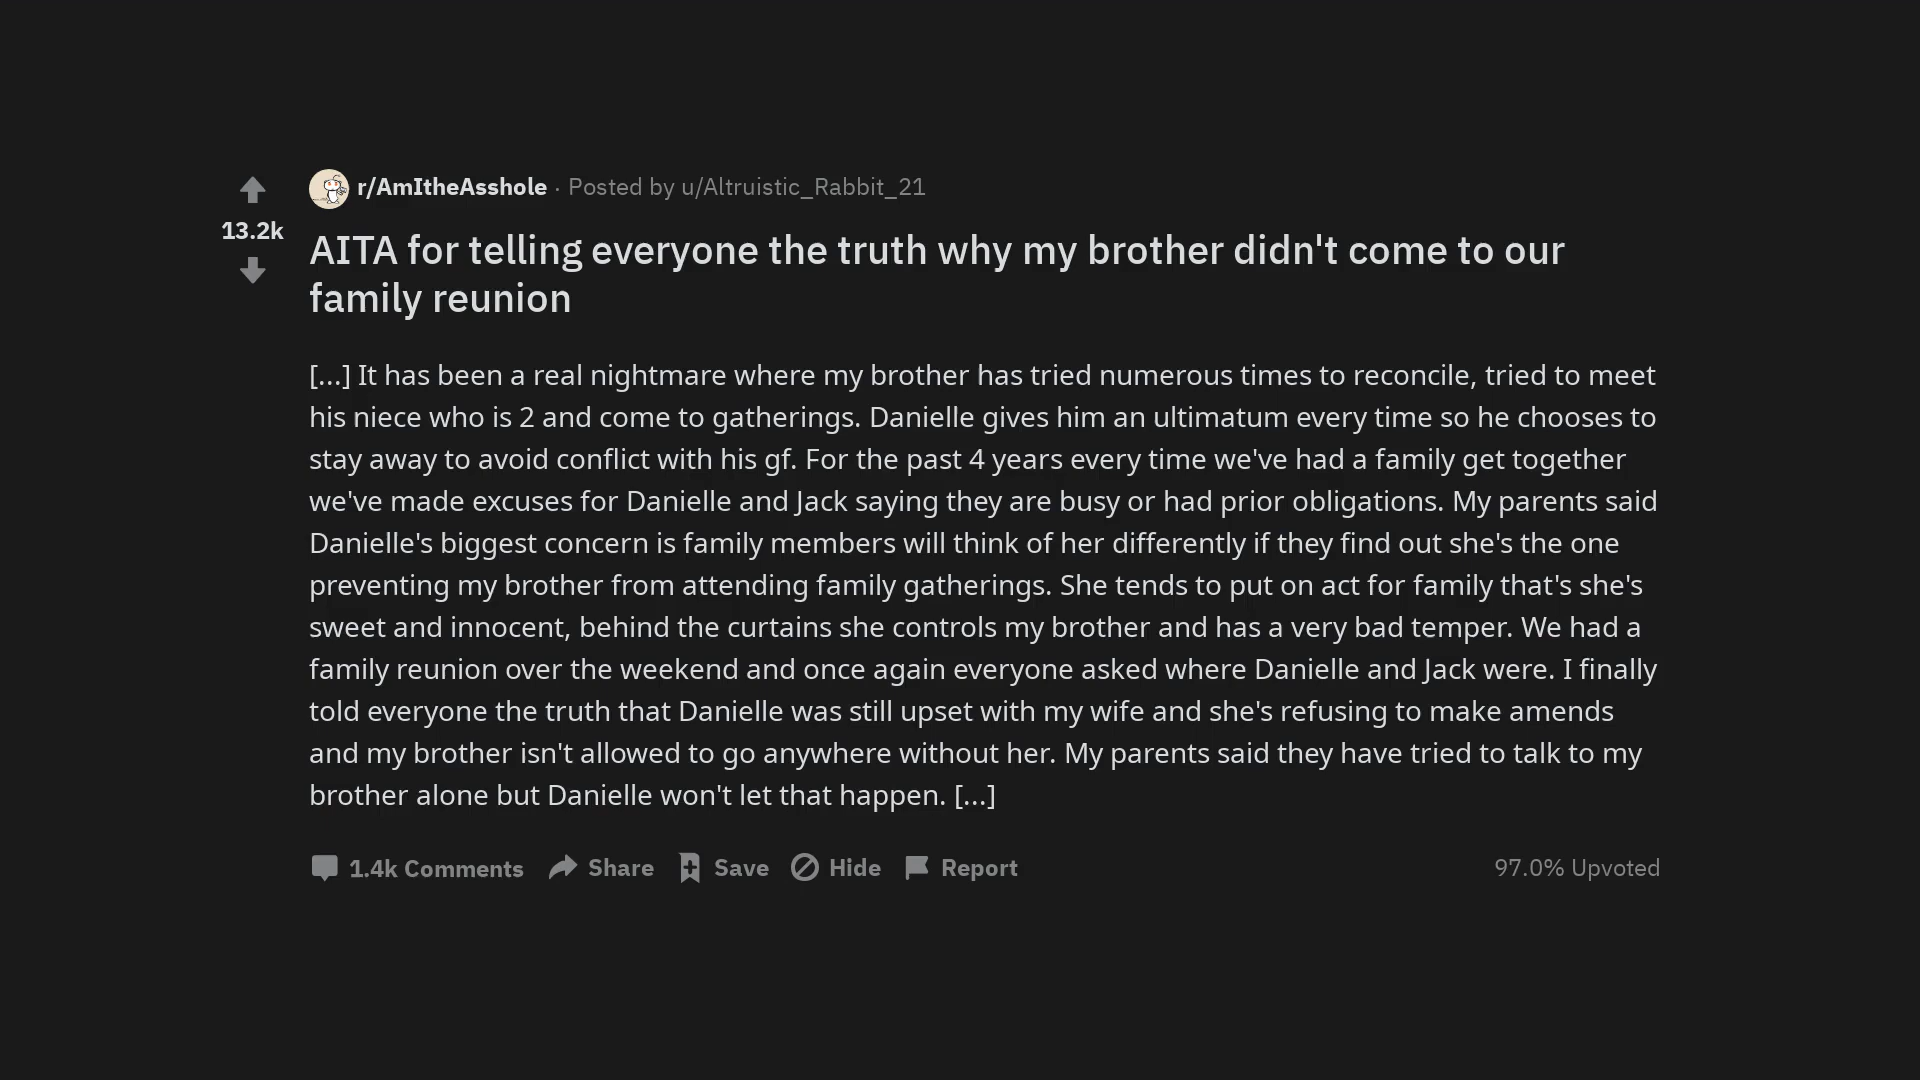 r/AmItheAsshole · Posted by u/Altruistic_Rabbit_21
13.2k
AITA for telling everyone the truth why my brother didn't come to our
family reunion
[...] It has been a real nightmare where my brother has tried numerous times to reconcile, tried to meet
his niece who is 2 and come to gatherings. Danielle gives him an ultimatum every time so he chooses to
stay away to avoid conflict with his gf. For the past 4 years every time we've had a family get together
we've made excuses for Danielle and Jack saying they are busy or had prior obligations. My parents said
Danielle's biggest concern is family members will think of her differently if they find out she's the one
preventing my brother from attending family gatherings. She tends to put on act for family that's she's
sweet and innocent, behind the curtains she controls my brother and has a very bad temper. We had a
family reunion over the weekend and once again everyone asked where Danielle and Jack were. I finally
told everyone the truth that Danielle was still upset with my wife and she's refusing to make amends
and my brother isn't allowed to go anywhere without her. My parents said they have tried to talk to my
brother alone but Danielle won't let that happen. [...]
1.4k Comments Share Save Hide Report 97.0% Upvoted